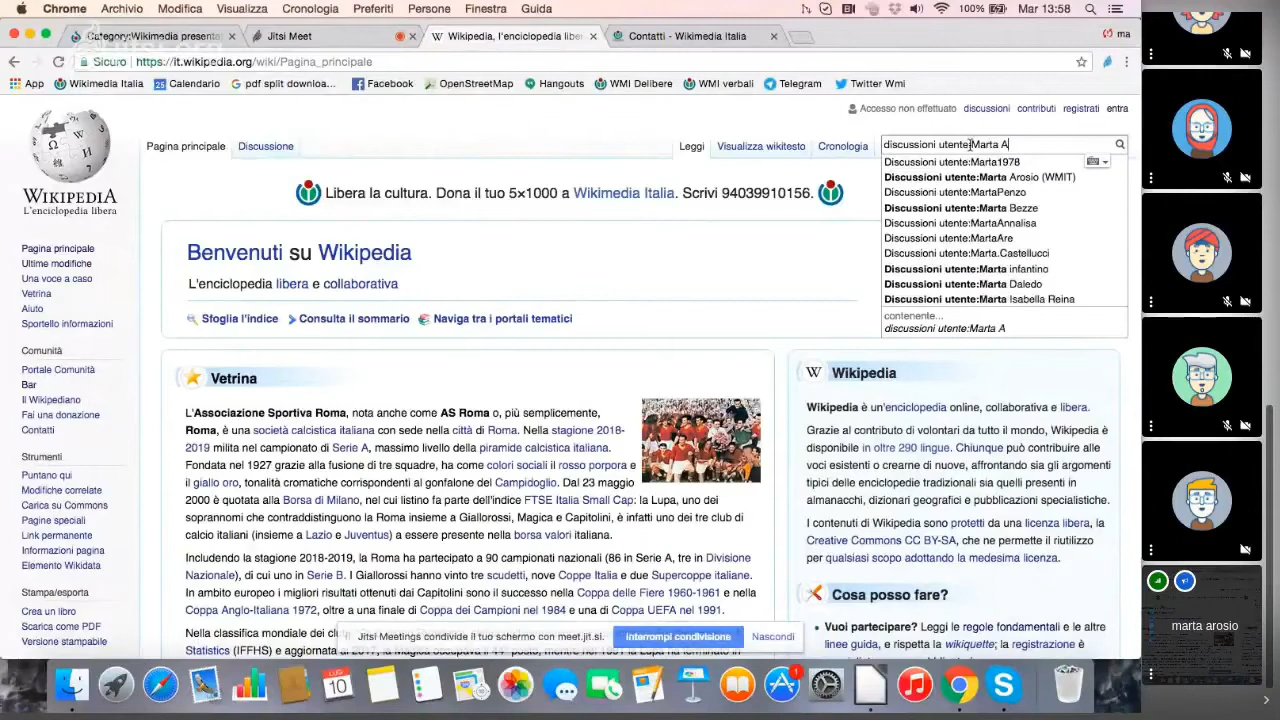 Chrome Archivio Modifica Visualizza Cronologia Preferiti Persone Finestra Guida 100% Mar 13:58
Category:Wikimedia presenta
Jitsi Meet
Wikipedia, l'enciclopedia libe
Contatti - Wikimedia Italia
ma
Sicuro https://it.wikipedia.org/wiki/Pagina_principale
App Wikimedia Italia Calendario pdf split downloa... Facebook OpenStreetMap Hangouts WMI Delibere WMI verbali Telegram Twitter Wmi
Accesso non effettuato discussioni contributi registrati entra
Pagina principale Discussione Leggi Visualizza wikitesto Cronologia
discussioni utente:Marta A
Discussioni utente:Marta1978
Discussioni utente:Marta Arosio (WMIT)
Discussioni utente:MartaPenzo
Discussioni utente:Marta Bezze
Discussioni utente:MartaAnnalisa
Discussioni utente:MartaAre
Discussioni utente:Marta.Castellucci
Discussioni utente:Marta infantino
Discussioni utente:Marta Daledo
Discussioni utente:Marta Isabella Reina
contenente...
discussioni utente:Marta A
WIKIPEDIA
L'enciclopedia libera
Pagina principale
Ultime modifiche
Una voce a caso
Vetrina
Aiuto
Sportello informazioni
Comunità
Portale Comunità
Bar
Il Wikipediano
Fai una donazione
Contatti
Strumenti
Puntano qui
Modifiche correlate
Carica su Commons
Pagine speciali
Link permanente
Informazioni pagina
Elemento Wikidata
Stampa/esporta
Crea un libro
Scarica come PDF
Versione stampabile
Libera la cultura. Dona il tuo 5×1000 a Wikimedia Italia. Scrivi 94039910156.
Benvenuti su Wikipedia
L'enciclopedia libera e collaborativa
Sfoglia l'indice Consulta il sommario Naviga tra i portali tematici
Vetrina
L'Associazione Sportiva Roma, nota anche come AS Roma o, più semplicemente,
Roma, è una società calcistica italiana con sede nella città di Roma. Nella stagione 2018-
2019 milita nel campionato di Serie A, massimo livello della piramide calcistica italiana.
Fondata nel 1927 grazie alla fusione di tre squadre, ha come colori sociali il rosso porpora e
il giallo oro, tonalità cromatiche corrispondenti al gonfalone del Campidoglio. Dal 23 maggio
2000 è quotata alla Borsa di Milano, nel cui listino fa parte dell'indice FTSE Italia Small Cap: la Lupa, uno dei
soprannomi che contraddistinguono la Roma insieme a Giallorossi, Magica e Capitolini, è infatti uno dei tre club di
calcio italiani (insieme a Lazio e Juventus) a essere presente nella borsa valori italiana.
Includendo la stagione 2018-2019, la Roma ha partecipato a 90 campionati nazionali (86 in Serie A, tre in Divisione
Nazionale), di cui uno in Serie B. I Giallorossi hanno vinto tre scudetti, nove Coppe Italia e due Supercoppe italiane.
In ambito europeo i migliori risultati ottenuti dai Capitolini sono il successo nella Coppa delle Fiere 1960-1961 e nella
Coppa Anglo-Italiana 1972, oltre a una finale di Coppa dei Campioni nel 1984 e una di Coppa UEFA nel 1991.
Nella classifica mondiale dei clu
Statistics (IFFHS) e aggiornata
Wikipedia
Wikipedia è un'enciclopedia online, collaborativa e libera.
Grazie al contributo di volontari da tutto il mondo, Wikipedia è
disponibile in oltre 290 lingue. Chiunque può contribuire alle
voci esistenti o crearne di nuove, affrontando sia gli argomenti
tipici delle enciclopedie tradizionali sia quelli presenti in
almanacchi, dizionari geografici e pubblicazioni specialistiche.
I contenuti di Wikipedia sono protetti da una licenza libera, la
Creative Commons CC BY-SA, che ne permette il riutilizzo
per qualsiasi scopo adottando la medesima licenza.
Cosa posso fare?
Vuoi partecipare? Leggi le regole fondamentali e le altre
linee guida, e rispetta la wikiquette; la registrazione è
Jitsi Meetings condivide il tuo schermo con meet.jit.si. Interrompi condivisione Nascondi
marta arosio